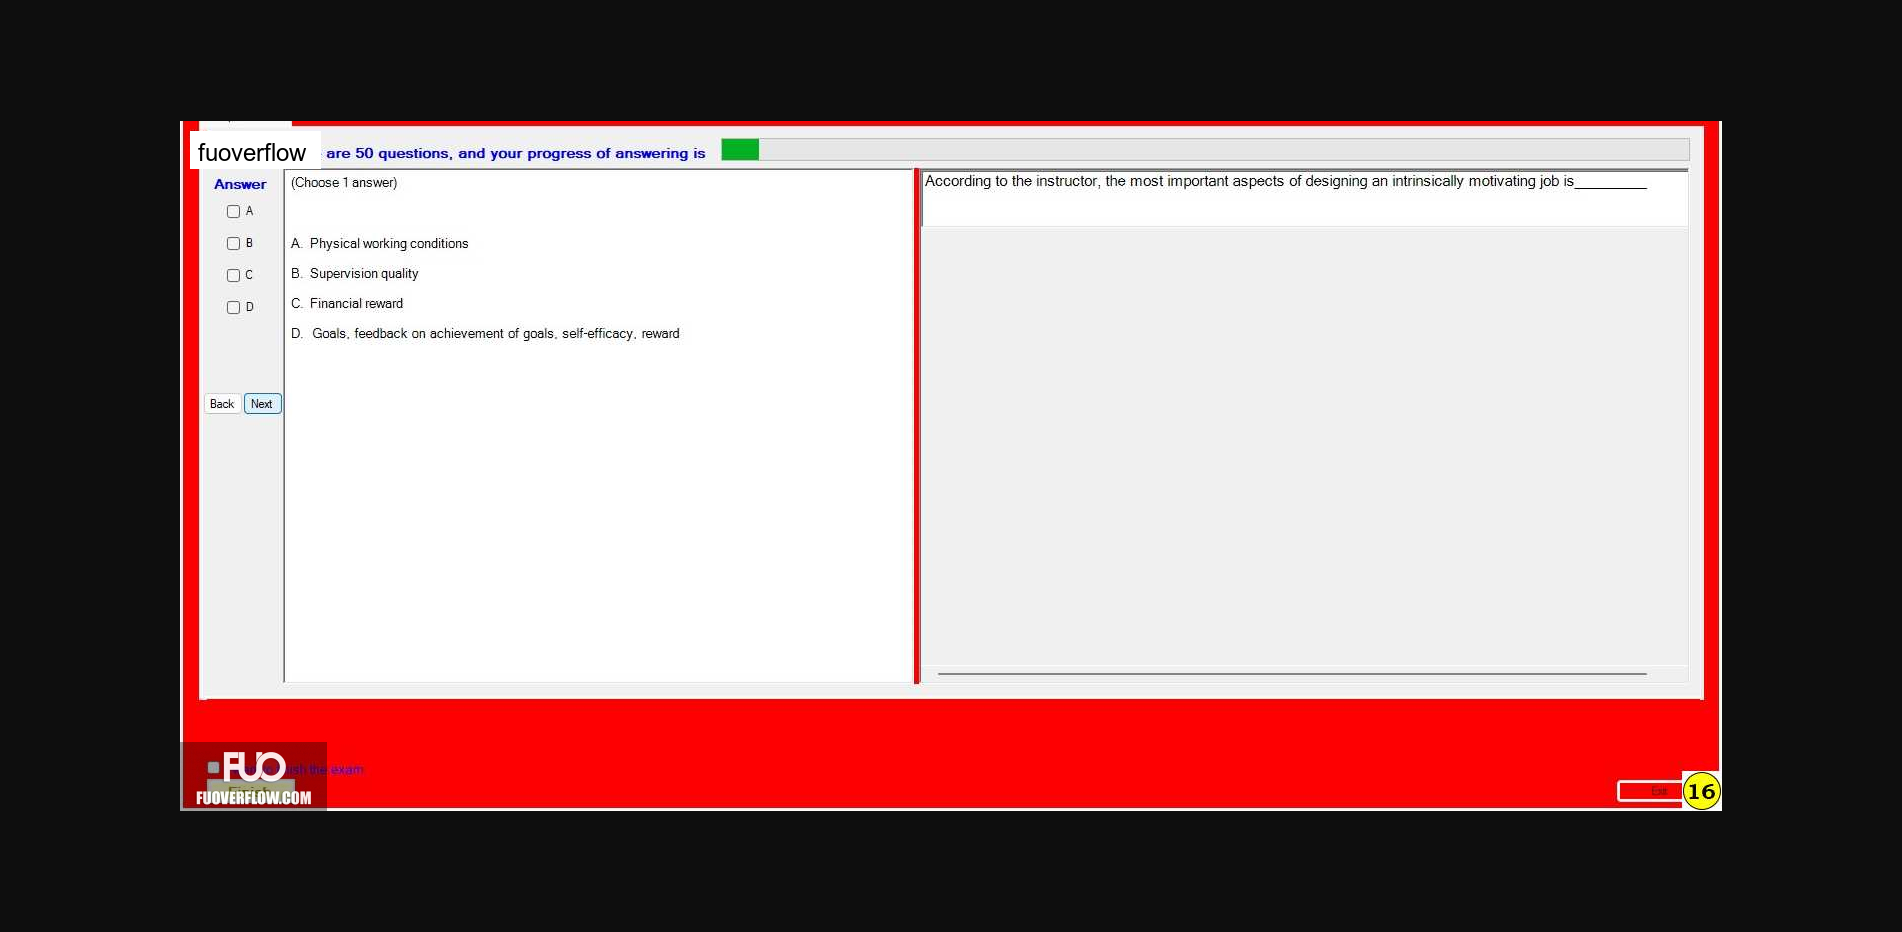 fuoverflow are 50 questions, and your progress of answering is
Answer
A
B
C
D
Back Next
(Choose 1 answer)
A. Physical working conditions
B. Supervision quality
C. Financial reward
D. Goals, feedback on achievement of goals, self-efficacy, reward
According to the instructor, the most important aspects of designing an intrinsically motivating job is_________
the exam
Finish
FUO
FUOVERFLOW.COM
Exit
16